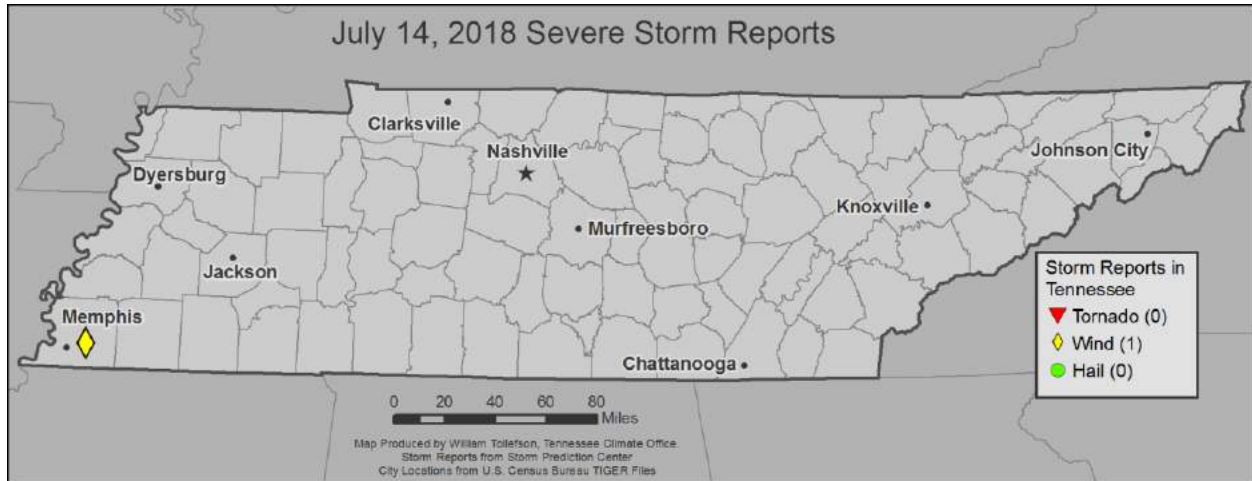 July 14, 2018 Severe Storm Reports
Clarksville
Nashville
Johnson City
Dyersburg
Knoxville
Murfreesboro
Jackson
Storm Reports in
Tennessee
Tornado (0)
Wind (1)
Hail (0)
Memphis
Chattanooga
0 20 40 60 80
Miles
Map Produced by William Tollefson, Tennessee Climate Office.
Storm Reports from Storm Prediction Center
City Locations from U.S. Census Bureau TIGER Files